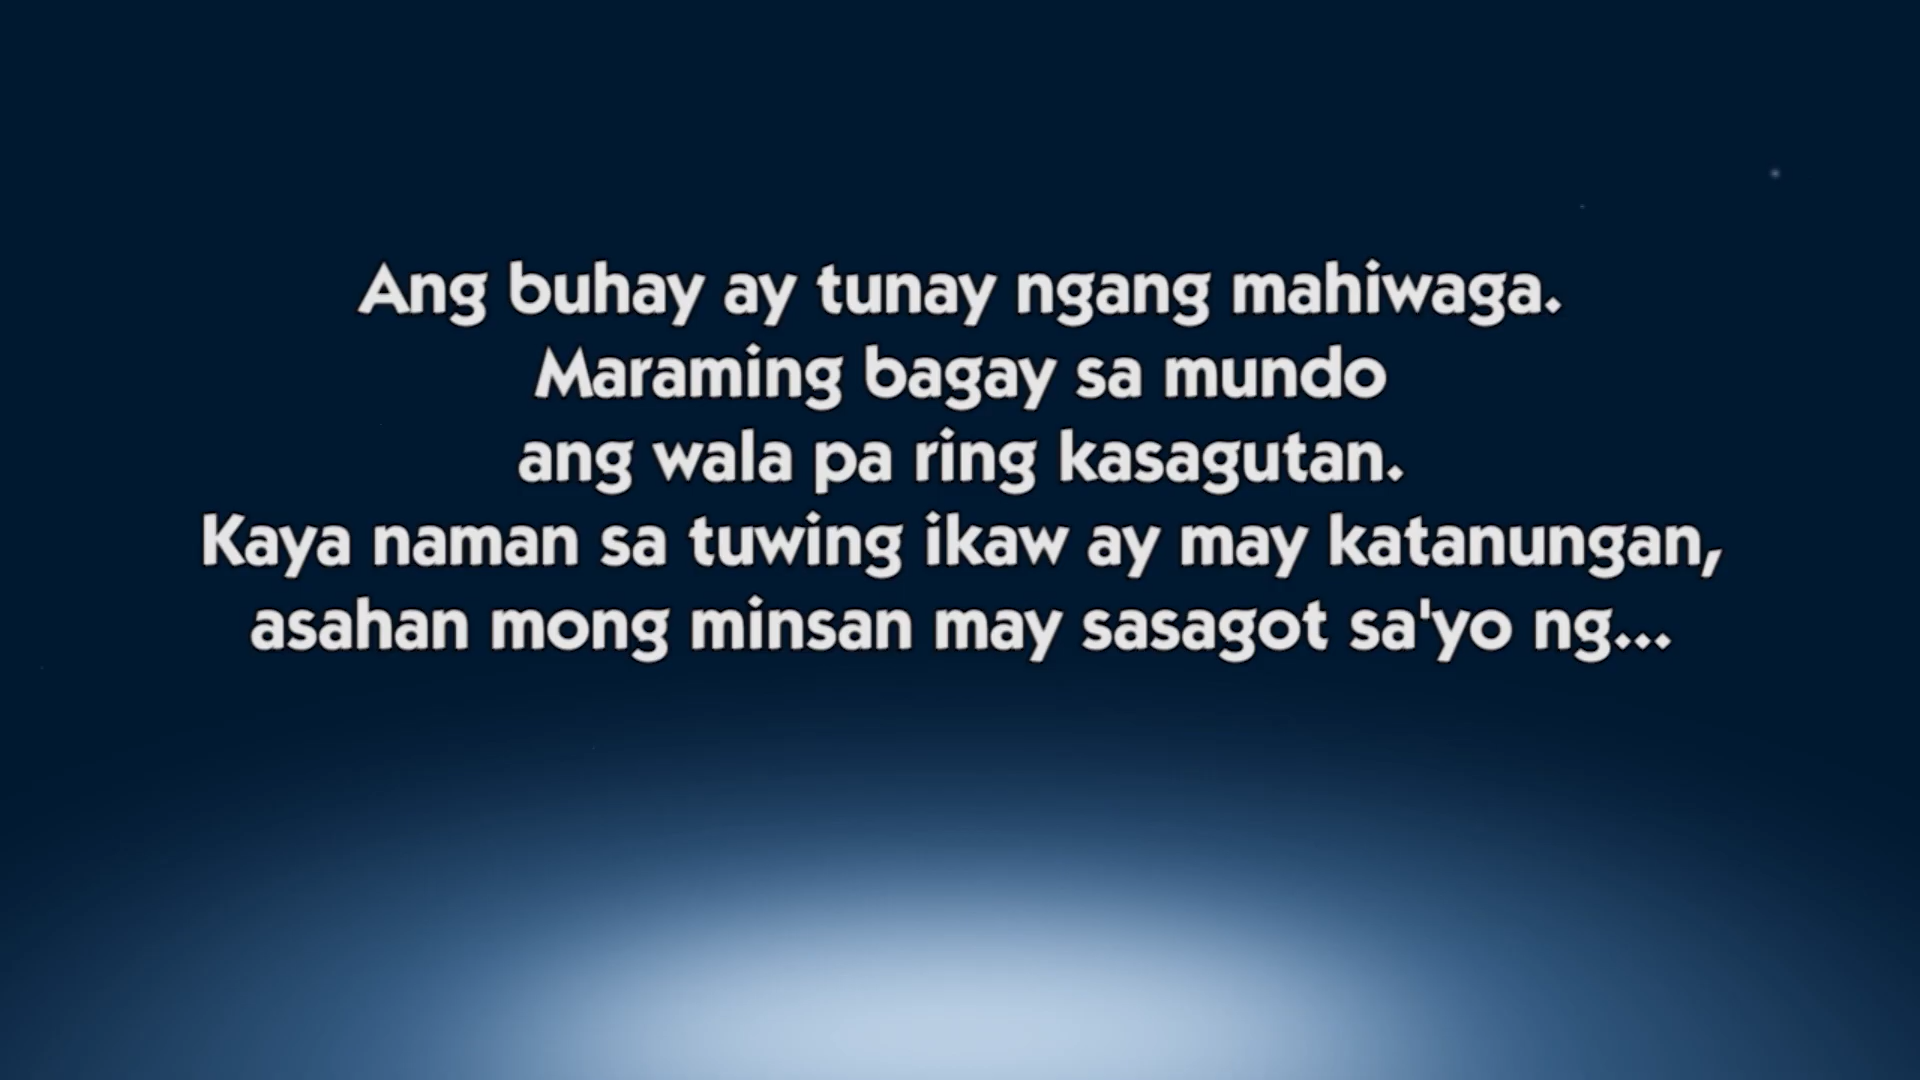 Ang buhay ay tunay ngang mahiwaga.
Maraming bagay sa mundo
ang wala pa ring kasagutan.
Kaya naman sa tuwing ikaw ay may katanungan,
asahan mong minsan may sasagot sa'yo ng...